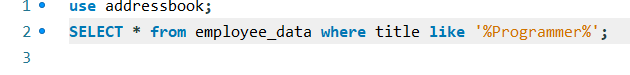 1 use addressbook;
2 SELECT * from employee_data where title like '%Programmer%';
3